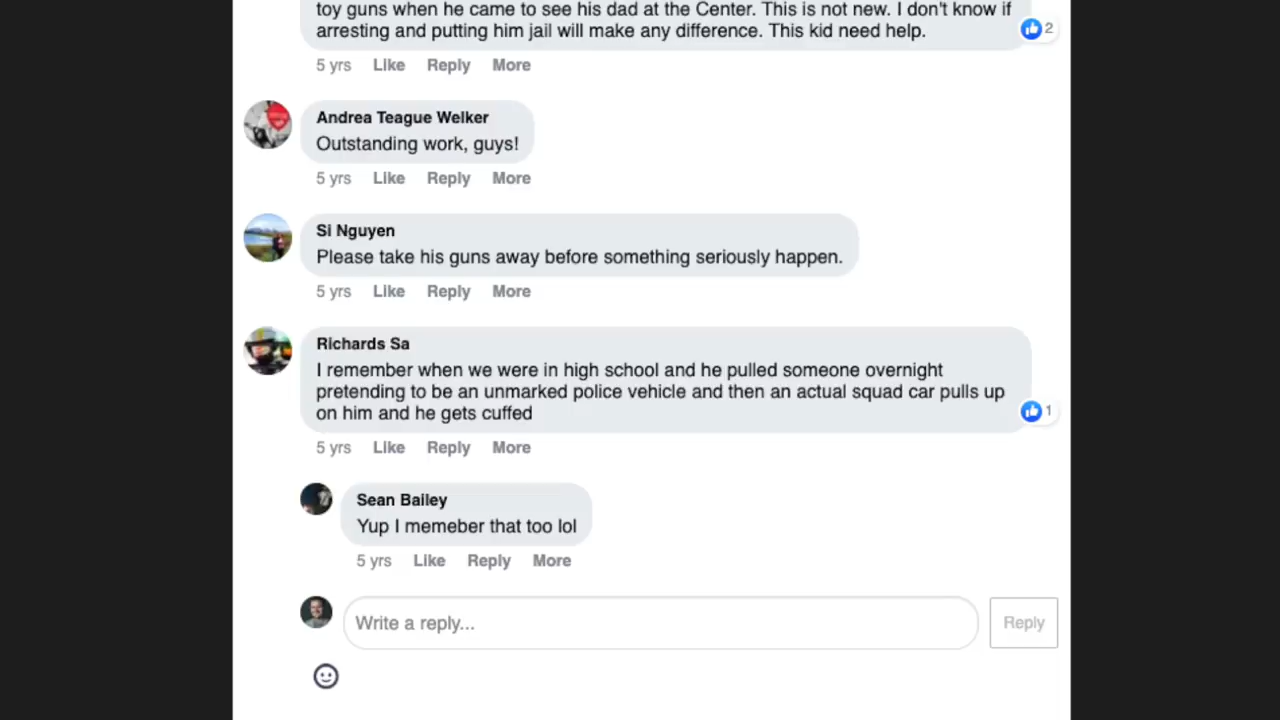 toy guns when he came to see his dad at the Center. This is not new. I don't know if
arresting and putting him jail will make any difference. This kid need help.
2
5 yrs Like Reply More
Andrea Teague Welker
Outstanding work, guys!
5 yrs Like Reply More
Si Nguyen
Please take his guns away before something seriously happen.
5 yrs Like Reply More
Richards Sa
I remember when we were in high school and he pulled someone overnight
pretending to be an unmarked police vehicle and then an actual squad car pulls up
on him and he gets cuffed
1
5 yrs Like Reply More
Sean Bailey
Yup I memeber that too lol
5 yrs Like Reply More
Write a reply...
Reply